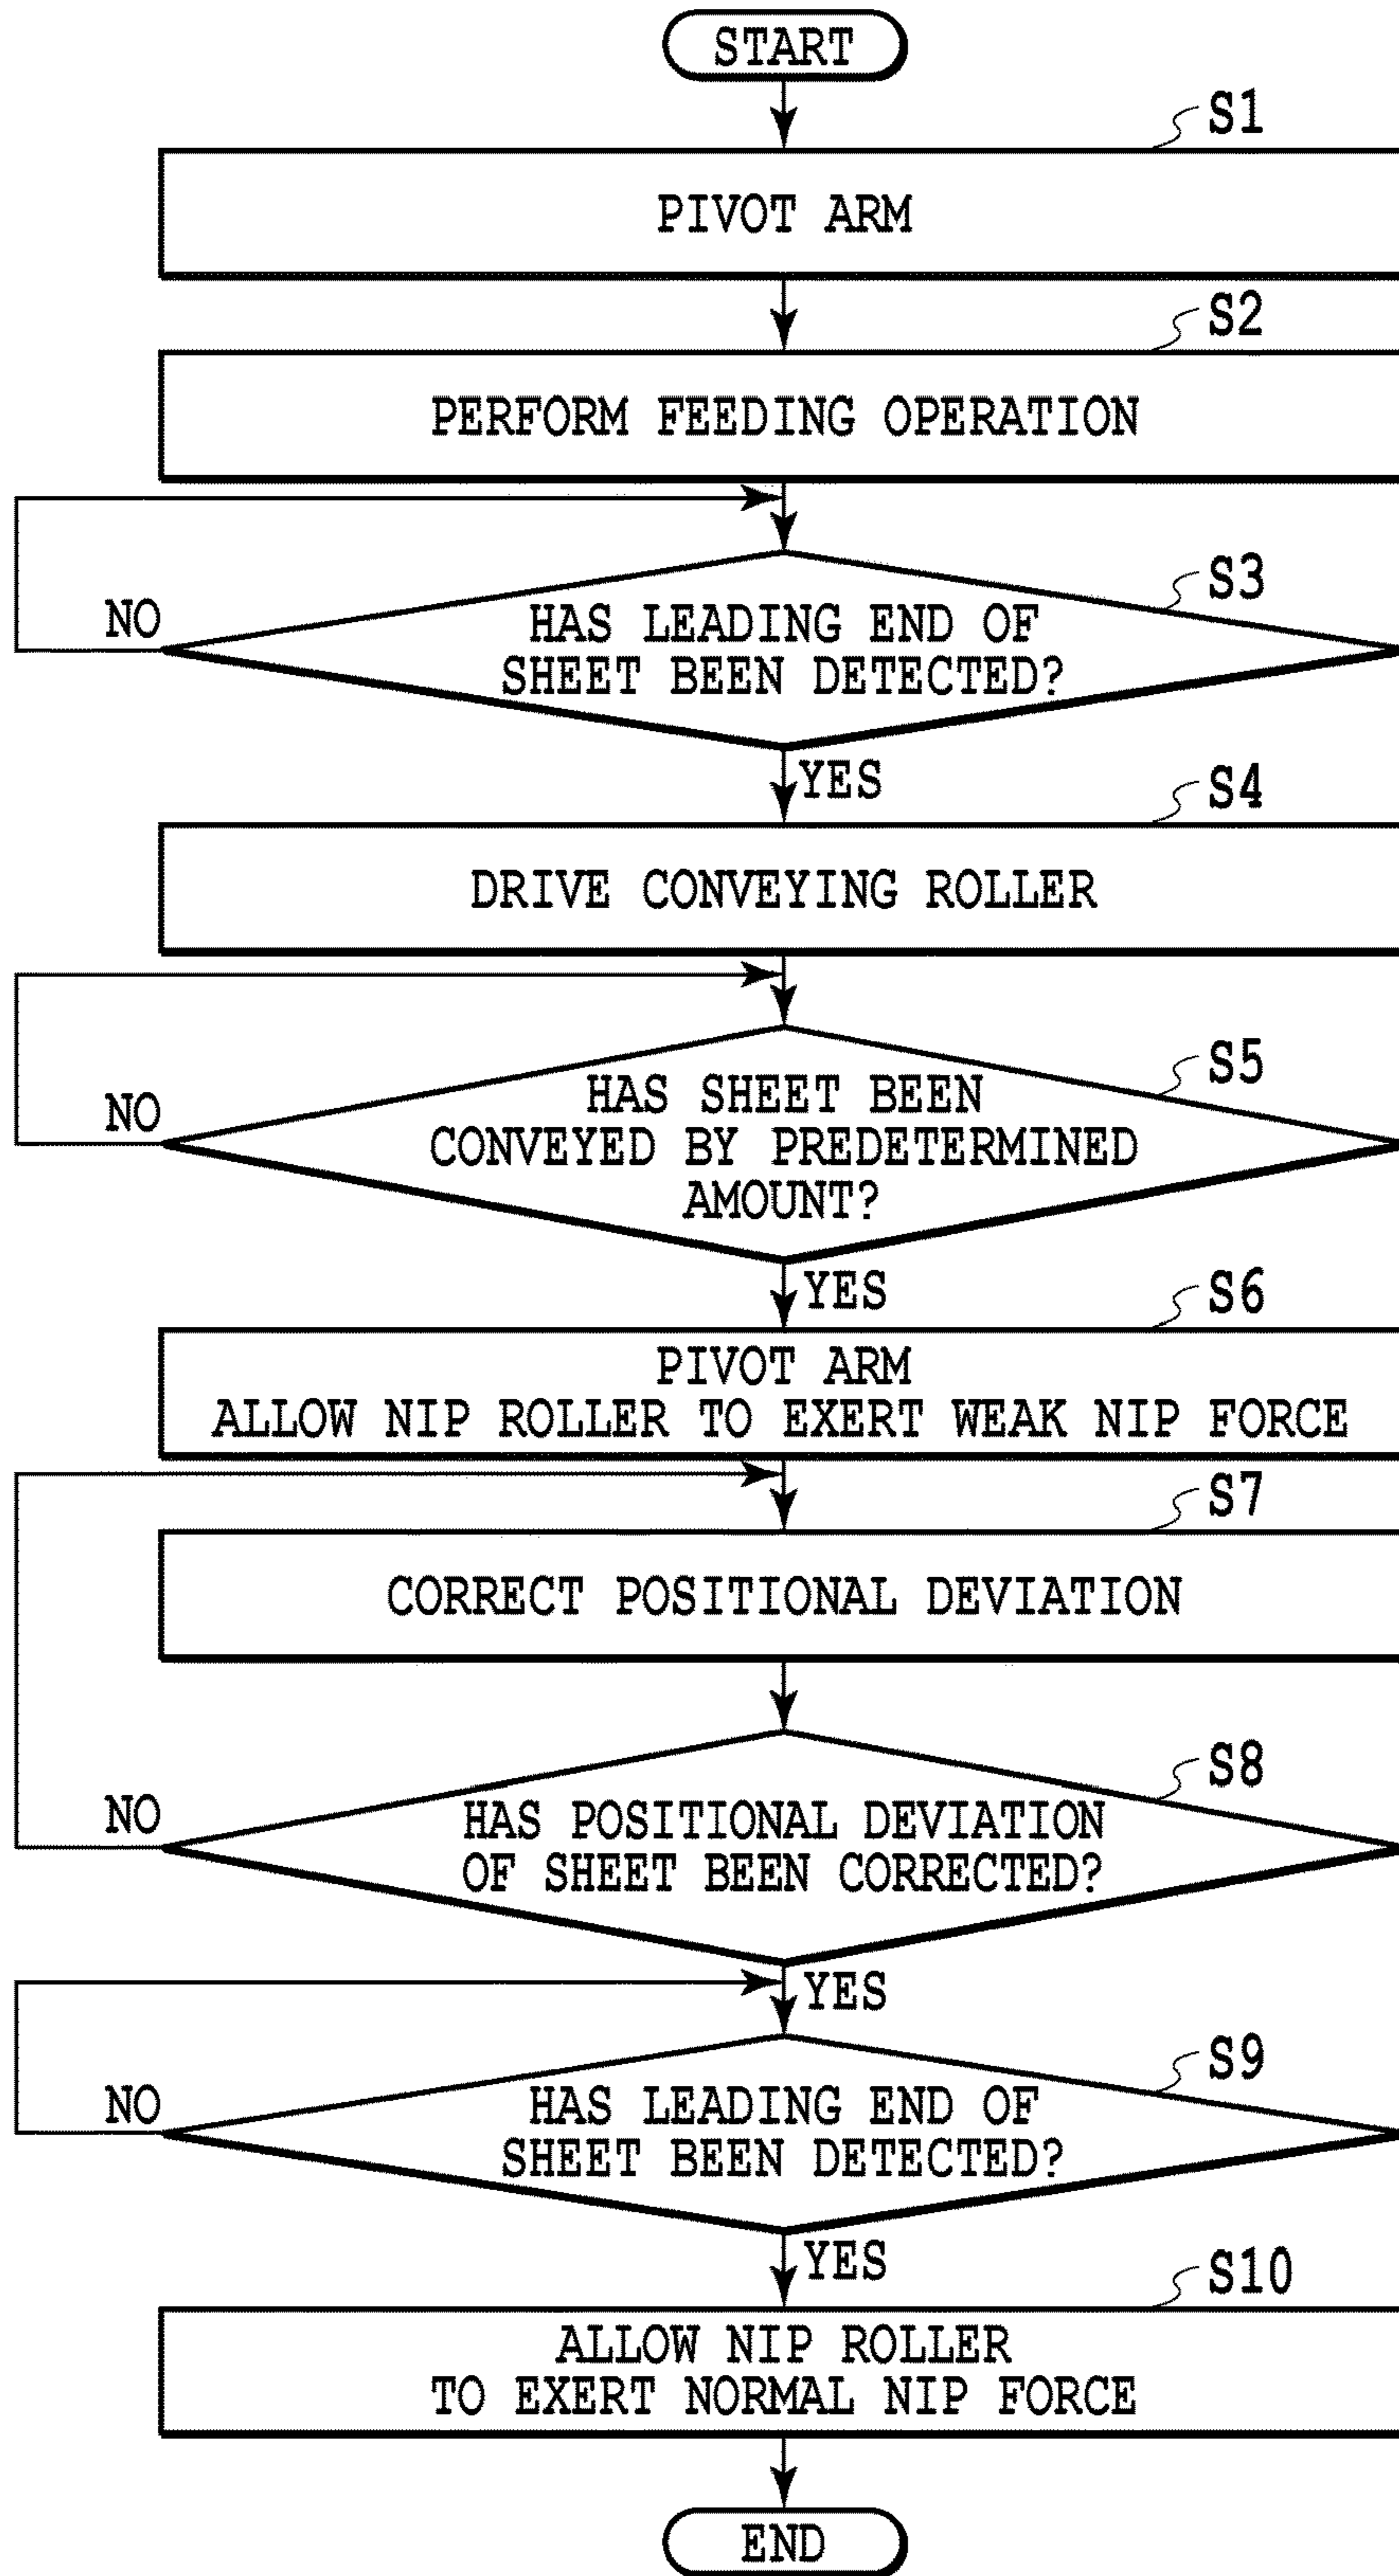 START
S1
PIVOT ARM
S2
PERFORM FEEDING OPERATION
S3
NO
HAS LEADING END OF
SHEET BEEN DETECTED?
YES
S4
DRIVE CONVEYING ROLLER
S5
NO
HAS SHEET BEEN
CONVEYED BY PREDETERMINED
AMOUNT?
YES
S6
PIVOT ARM
ALLOW NIP ROLLER TO EXERT WEAK NIP FORCE
S7
CORRECT POSITIONAL DEVIATION
S8
NO
HAS POSITIONAL DEVIATION
OF SHEET BEEN CORRECTED?
YES
S9
NO
HAS LEADING END OF
SHEET BEEN DETECTED?
YES
S10
ALLOW NIP ROLLER
TO EXERT NORMAL NIP FORCE
END